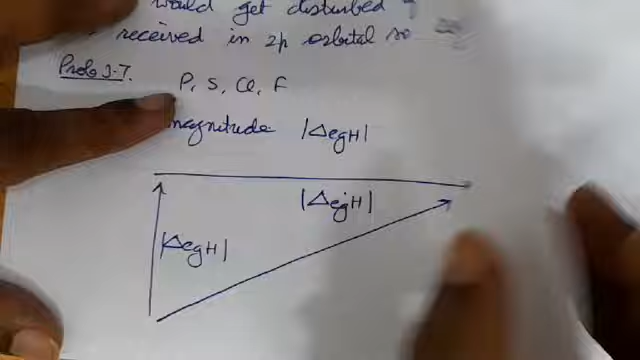 would get disturbed
received in 2p orbital so
Prob 3.7.
P, S, Cl, F
magnitude |ΔegH|
|ΔegH|
|ΔegH|